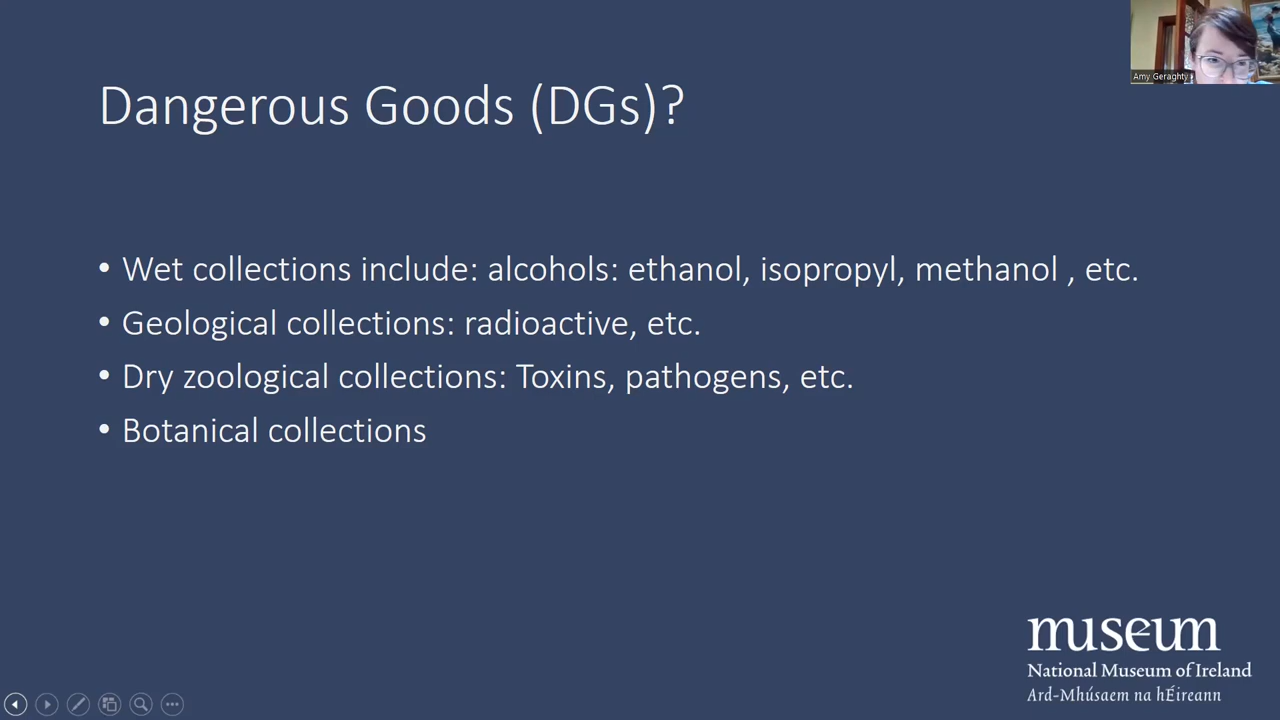 Amy Geraghty
Dangerous Goods (DGs)?
• Wet collections include: alcohols: ethanol, isopropyl, methanol , etc.
• Geological collections: radioactive, etc.
• Dry zoological collections: Toxins, pathogens, etc.
• Botanical collections
museum
National Museum of Ireland
Ard-Mhúsaem na hÉireann